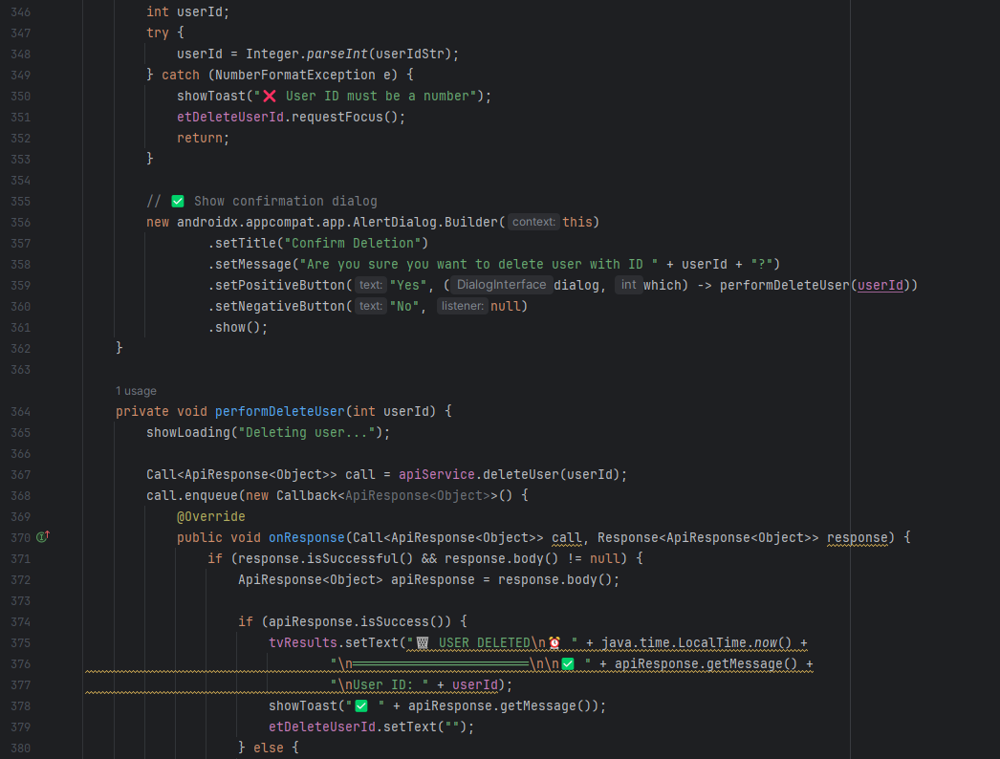 346 int userId;
347 try {
348 userId = Integer.parseInt(userIdStr);
349 } catch (NumberFormatException e) {
350 showToast("❌ User ID must be a number");
351 etDeleteUserId.requestFocus();
352 return;
353 }
354
355 // ✅ Show confirmation dialog
356 new androidx.appcompat.app.AlertDialog.Builder( context: this)
357 .setTitle("Confirm Deletion")
358 .setMessage("Are you sure you want to delete user with ID " + userId + "?")
359 .setPositiveButton( text: "Yes", ( DialogInterface dialog, int which) -> performDeleteUser(userId))
360 .setNegativeButton( text: "No", listener: null)
361 .show();
362 }
363
1 usage
364 private void performDeleteUser(int userId) {
365 showLoading("Deleting user...");
366
367 Call<ApiResponse<Object>> call = apiService.deleteUser(userId);
368 call.enqueue(new Callback<ApiResponse<Object>>() {
369 @Override
370 public void onResponse(Call<ApiResponse<Object>> call, Response<ApiResponse<Object>> response) {
371 if (response.isSuccessful() && response.body() != null) {
372 ApiResponse<Object> apiResponse = response.body();
373
374 if (apiResponse.isSuccess()) {
375 tvResults.setText("🗑️ USER DELETED\n⏰ " + java.time.LocalTime.now() +
376 "\n═══════════════════════\n\n✅ " + apiResponse.getMessage() +
377 "\nUser ID: " + userId);
378 showToast("✅ " + apiResponse.getMessage());
379 etDeleteUserId.setText("");
380 } else {